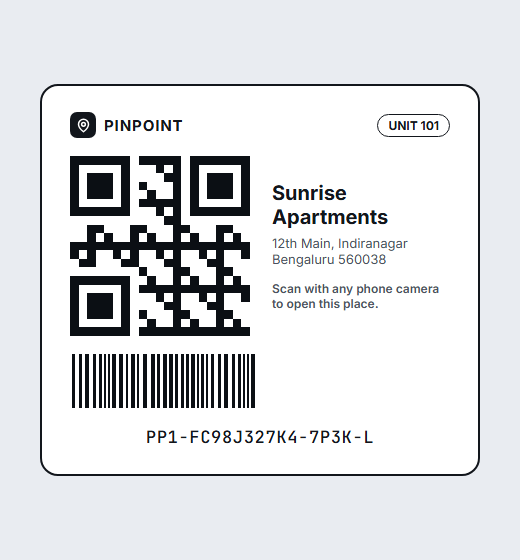 PINPOINT
UNIT 101
Sunrise
Apartments
12th Main, Indiranagar
Bengaluru 560038
Scan with any phone camera
to open this place.
PP1-FC98J327K4-7P3K-L